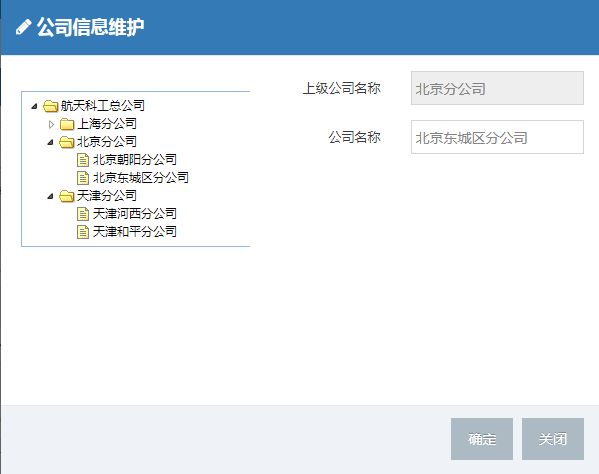 公司信息维护
航天科工总公司
上海分公司
北京分公司
北京朝阳分公司
北京东城区分公司
天津分公司
天津河西分公司
天津和平分公司
上级公司名称 北京分公司
公司名称 北京东城区分公司
确定 关闭